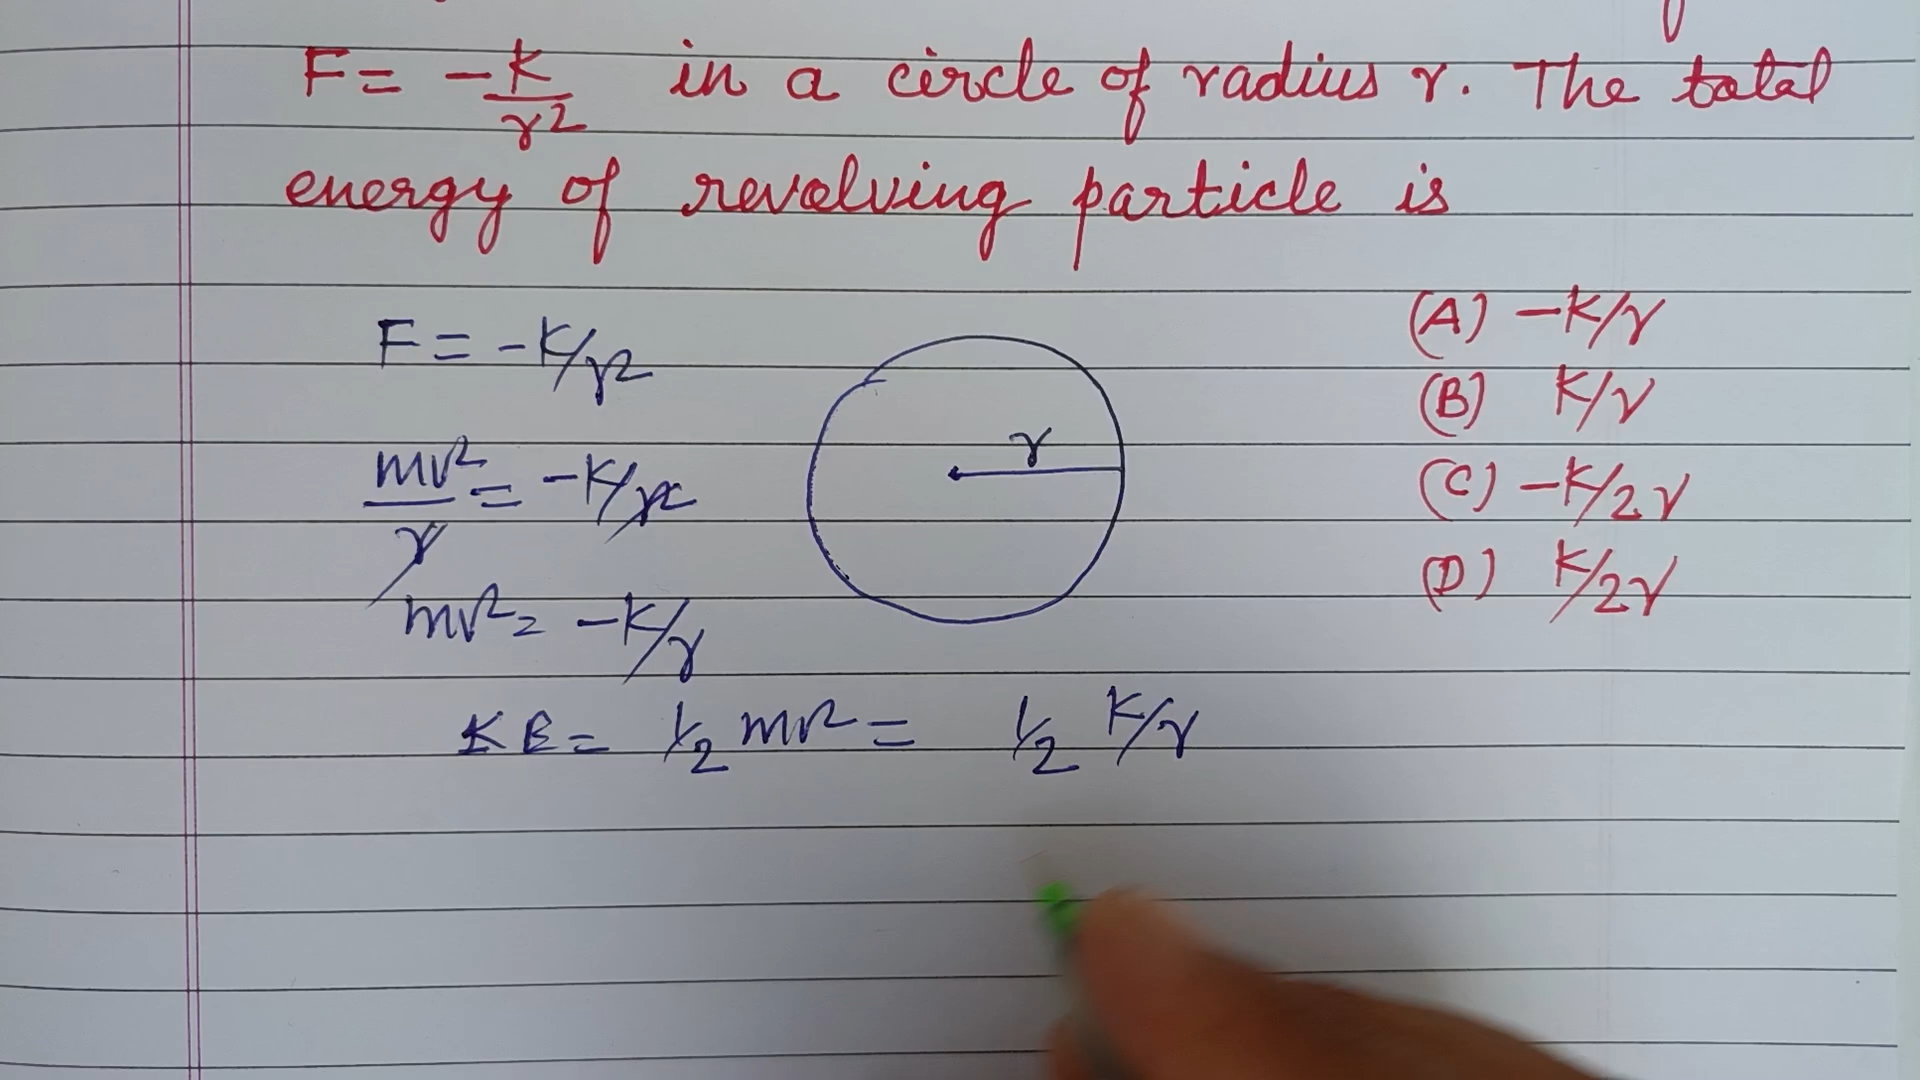 F = -K/r² in a circle of radius r. The total
energy of revolving particle is
F = -K/r²
mv²/r = -K/r²
mv² = -K/r
KE = 1/2 mv² = 1/2 K/r
r
(A) -K/r
(B) K/r
(C) -K/2r
(D) K/2r